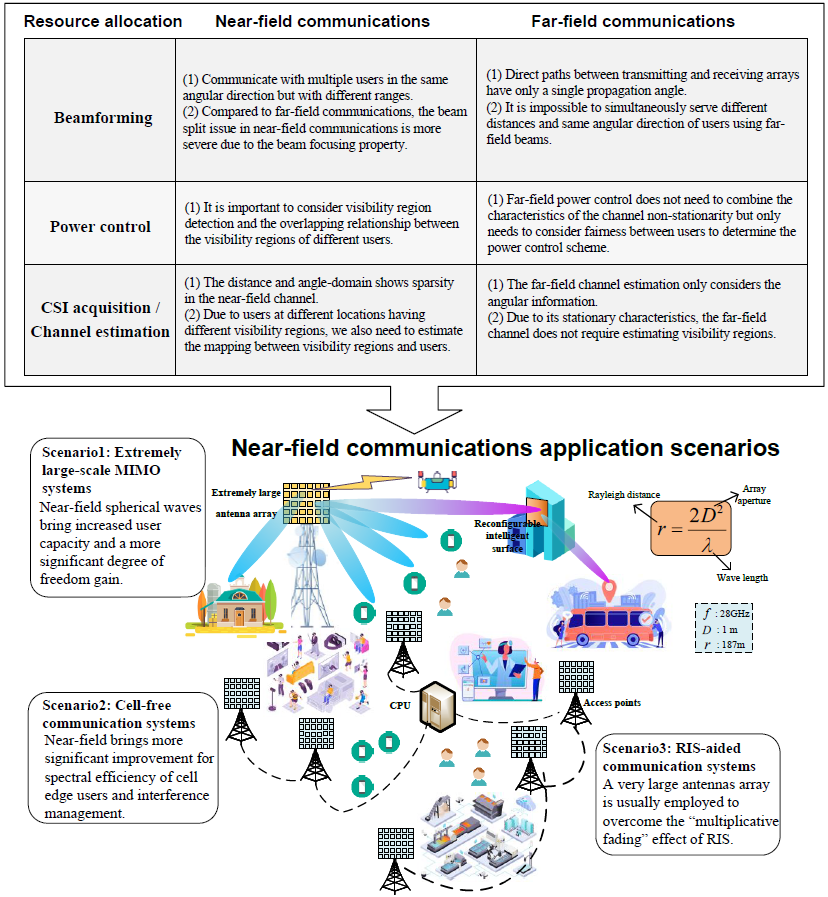 Resource allocation
Near-field communications
Far-field communications
Beamforming
(1) Communicate with multiple users in the same
angular direction but with different ranges.
(2) Compared to far-field communications, the beam
split issue in near-field communications is more
severe due to the beam focusing property.
(1) Direct paths between transmitting and receiving arrays
have only a single propagation angle.
(2) It is impossible to simultaneously serve different
distances and same angular direction of users using far-
field beams.
Power control
(1) It is important to consider visibility region
detection and the overlapping relationship between
the visibility regions of different users.
(1) Far-field power control does not need to combine the
characteristics of the channel non-stationarity but only
needs to consider fairness between users to determine the
power control scheme.
CSI acquisition /
Channel estimation
(1) The distance and angle-domain shows sparsity
in the near-field channel.
(2) Due to users at different locations having
different visibility regions, we also need to estimate
the mapping between visibility regions and users.
(1) The far-field channel estimation only considers the
angular information.
(2) Due to its stationary characteristics, the far-field
channel does not require estimating visibility regions.
Near-field communications application scenarios
Scenario1: Extremely
large-scale MIMO
systems
Near-field spherical waves
bring increased user
capacity and a more
significant degree of
freedom gain.
Extremely large
antenna array
Reconfigurable
intelligent
surface
Rayleigh distance
Array
aperture
r = 2D²/λ
Wave length
f : 28GHz
D : 1 m
r : 187m
CPU
Access points
Scenario2: Cell-free
communication systems
Near-field brings more
significant improvement for
spectral efficiency of cell
edge users and interference
management.
Scenario3: RIS-aided
communication systems
A very large antennas array
is usually employed to
overcome the “multiplicative
fading” effect of RIS.